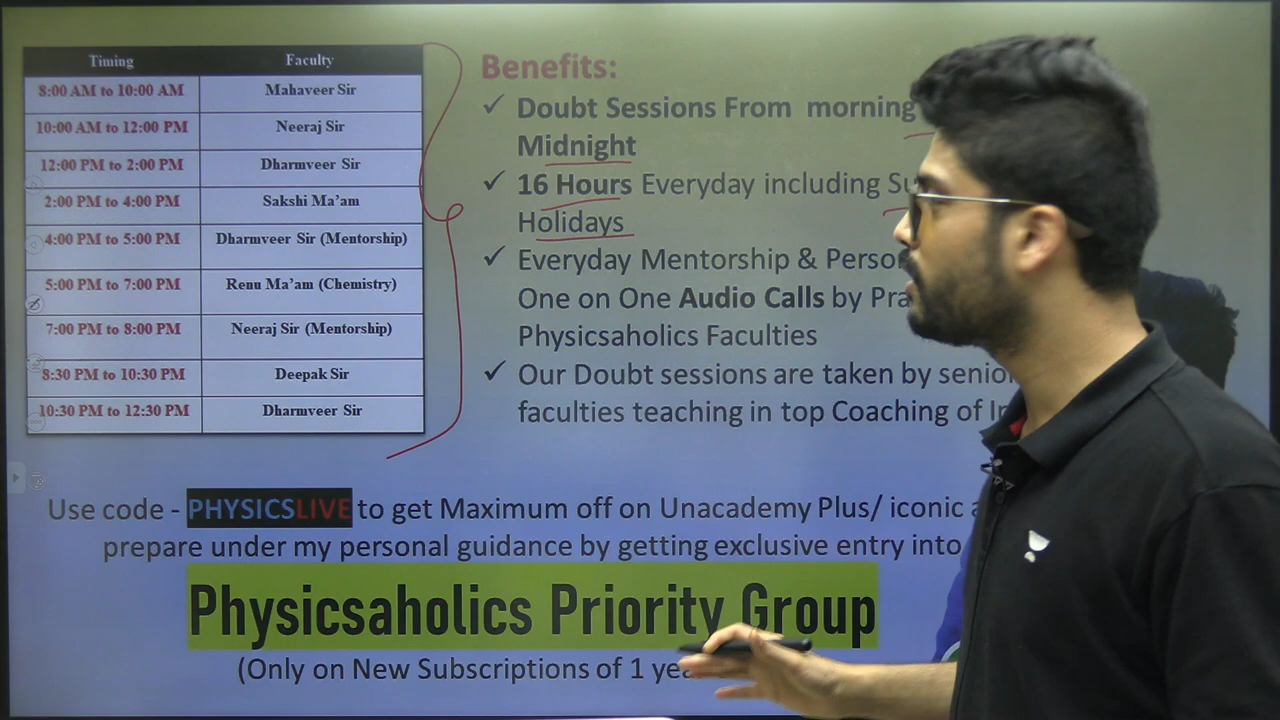 Timing Faculty
8:00 AM to 10:00 AM Mahaveer Sir
10:00 AM to 12:00 PM Neeraj Sir
12:00 PM to 2:00 PM Dharmveer Sir
2:00 PM to 4:00 PM Sakshi Ma'am
4:00 PM to 5:00 PM Dharmveer Sir (Mentorship)
5:00 PM to 7:00 PM Renu Ma'am (Chemistry)
7:00 PM to 8:00 PM Neeraj Sir (Mentorship)
8:30 PM to 10:30 PM Deepak Sir
10:30 PM to 12:30 PM Dharmveer Sir
Benefits:
✓ Doubt Sessions From morning
Midnight
✓ 16 Hours Everyday including
Holidays
✓ Everyday Mentorship &
One on One Audio Calls by
Physicsaholics Faculties
✓ Our Doubt sessions are taken by
faculties teaching in top Coaching of
Use code - PHYSICSLIVE to get Maximum off on Unacademy Plus/ iconic
prepare under my personal guidance by getting exclusive entry into
Physicsaholics Priority Group
(Only on New Subscriptions of 1